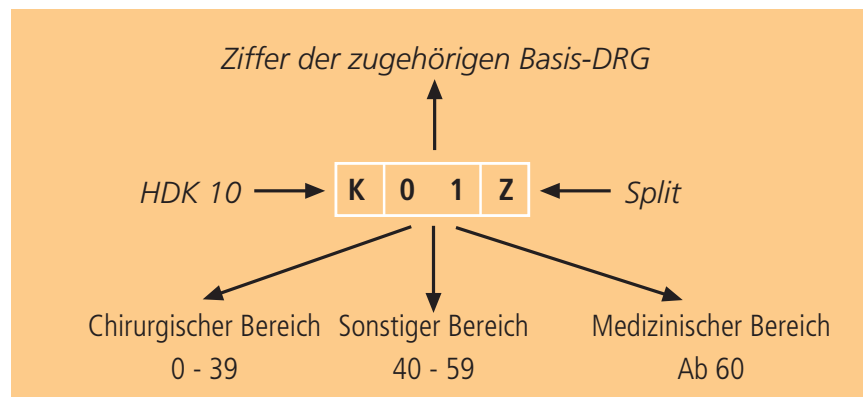 Ziffer der zugehörigen Basis-DRG
HDK 10 K 0 1 Z Split
Chirurgischer Bereich Sonstiger Bereich Medizinischer Bereich
0 - 39 40 - 59 Ab 60